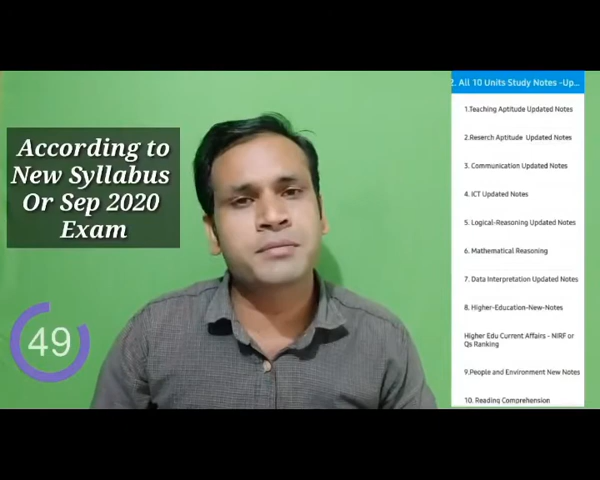 According to
New Syllabus
Or Sep 2020
Exam
49
2. All 10 Units Study Notes -Up...
1.Teaching Aptitude Updated Notes
2.Reserch Aptitude Updated Notes
3. Communication Updated Notes
4. ICT Updated Notes
5. Logical-Reasoning Updated Notes
6. Mathematical Reasoning
7. Data Interpretation Updated Notes
8. Higher-Education-New-Notes
Higher Edu Current Affairs - NIRF or
Qs Ranking
9.People and Environment New Notes
10. Reading Comprehension